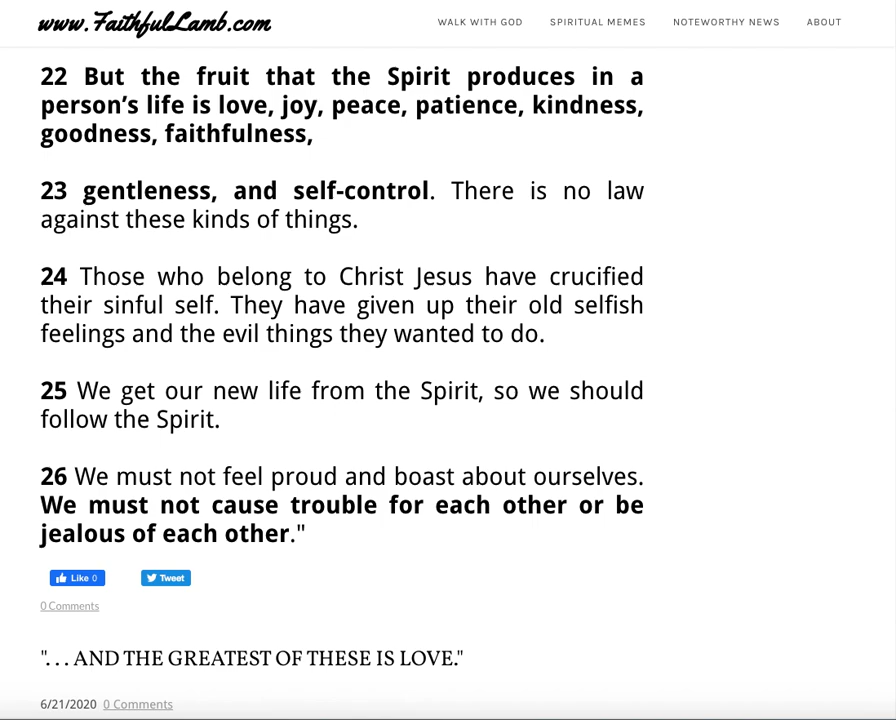 www.FaithfulLamb.com
WALK WITH GOD SPIRITUAL MEMES NOTEWORTHY NEWS ABOUT
22 But the fruit that the Spirit produces in a
person’s life is love, joy, peace, patience, kindness,
goodness, faithfulness,
23 gentleness, and self-control. There is no law
against these kinds of things.
24 Those who belong to Christ Jesus have crucified
their sinful self. They have given up their old selfish
feelings and the evil things they wanted to do.
25 We get our new life from the Spirit, so we should
follow the Spirit.
26 We must not feel proud and boast about ourselves.
We must not cause trouble for each other or be
jealous of each other."
Like 0 Tweet
0 Comments
". . . AND THE GREATEST OF THESE IS LOVE."
6/21/2020 0 Comments